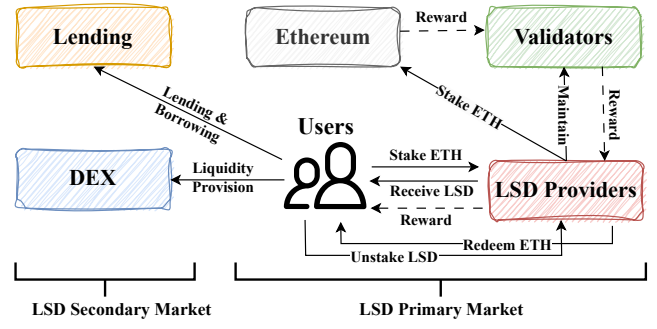 Lending
Ethereum
Reward
Validators
Lending &
Borrowing
Stake ETH
Maintain
Reward
Users
DEX
Liquidity
Provision
Stake ETH
Receive LSD
Reward
LSD Providers
Redeem ETH
Unstake LSD
LSD Secondary Market
LSD Primary Market